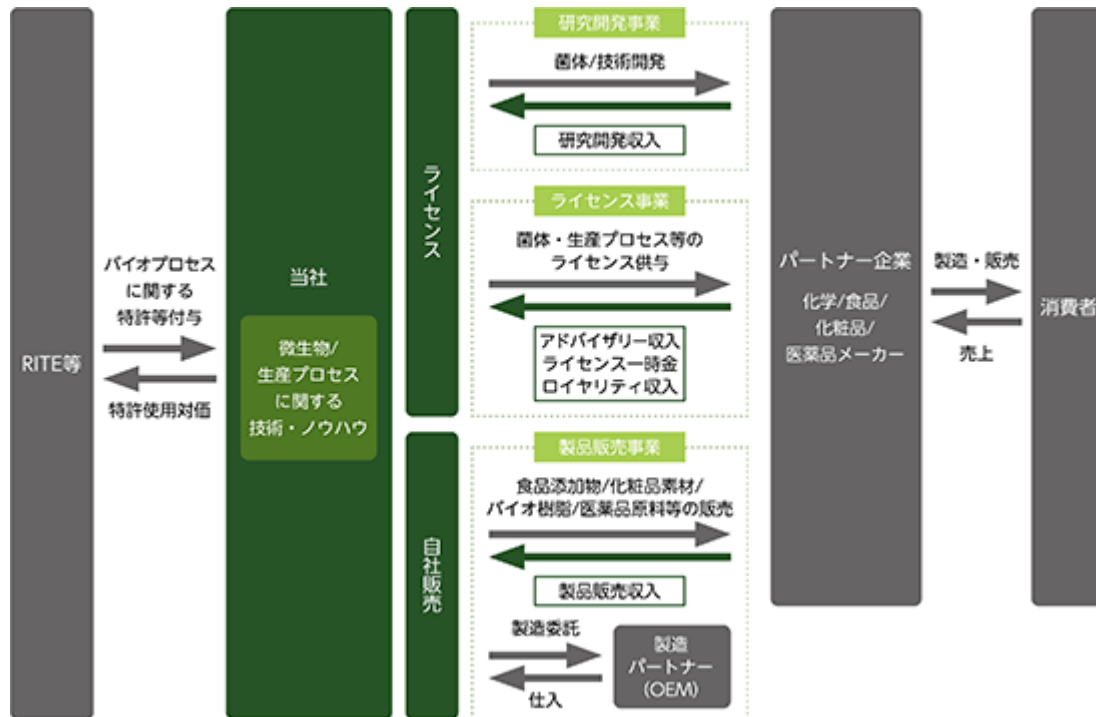 RITE等
バイオプロセス
に関する
特許等付与
特許使用対価
当社
微生物/
生産プロセス
に関する
技術・ノウハウ
ライセンス
研究開発事業
菌体/技術開発
研究開発収入
ライセンス事業
菌体・生産プロセス等の
ライセンス供与
アドバイザリー収入
ライセンス一時金
ロイヤリティ収入
自社販売
製品販売事業
食品添加物/化粧品素材/
バイオ樹脂/医薬品原料等の販売
製品販売収入
製造委託
仕入
製造
パートナー
(OEM)
パートナー企業
化学/食品/
化粧品/
医薬品メーカー
製造・販売
売上
消費者